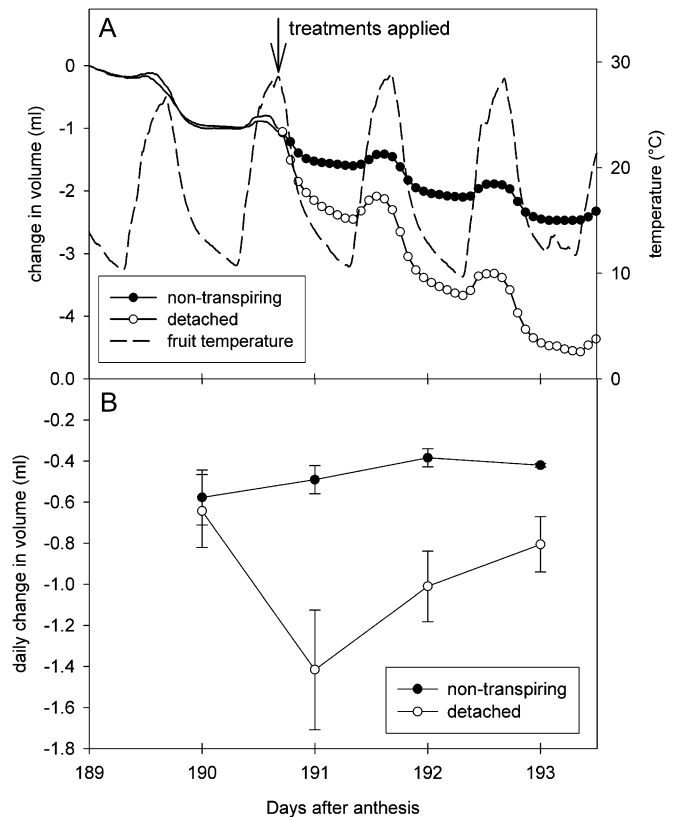 A
treatments applied
0
-1
-2
-3
-4
change in volume (ml)
30
20
10
0
temperature (°C)
non-transpiring
detached
fruit temperature
B
0.0
-0.2
-0.4
-0.6
-0.8
-1.0
-1.2
-1.4
-1.6
-1.8
daily change in volume (ml)
non-transpiring
detached
189 190 191 192 193
Days after anthesis